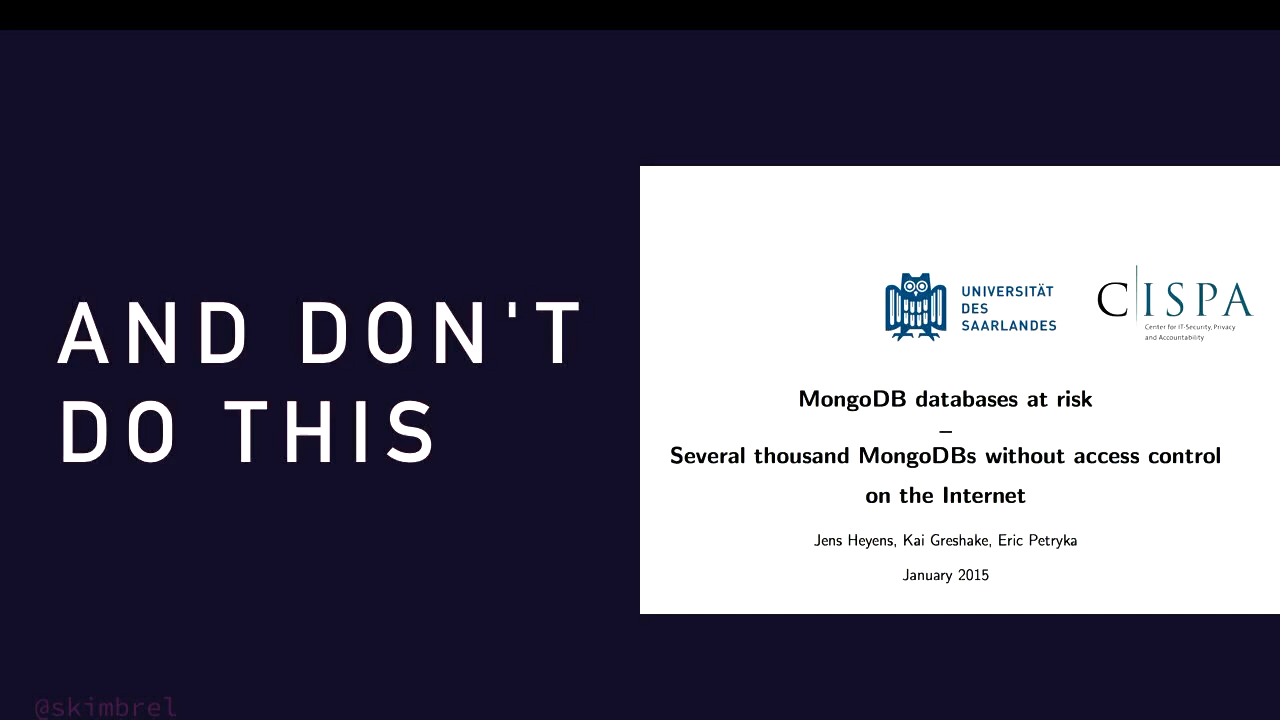 AND DON'T
DO THIS
UNIVERSITÄT
DES
SAARLANDES
CISPA
Center for IT-Security, Privacy
and Accountability
MongoDB databases at risk
–
Several thousand MongoDBs without access control
on the Internet
Jens Heyens, Kai Greshake, Eric Petryka
January 2015
@skimbrel